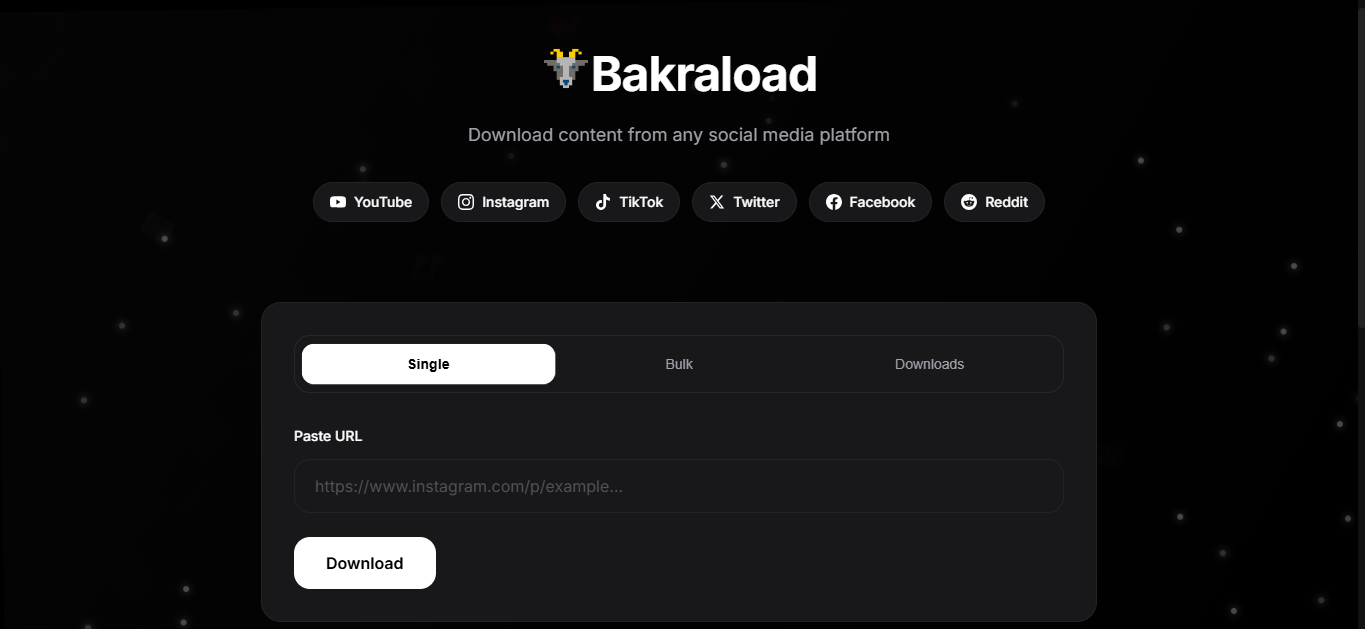 Bakraload
Download content from any social media platform
YouTube Instagram TikTok Twitter Facebook Reddit
Single Bulk Downloads
Paste URL
https://www.instagram.com/p/example...
Download